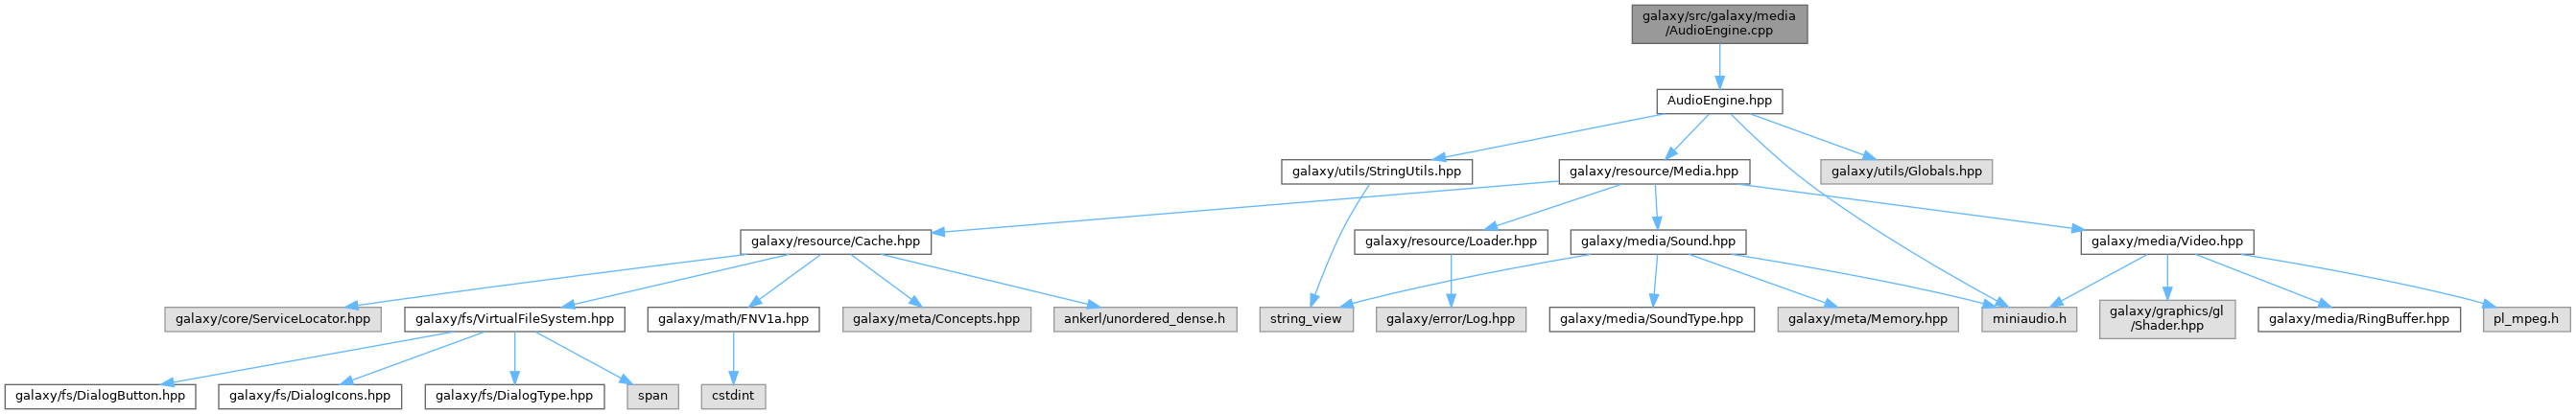 galaxy/src/galaxy/media
/AudioEngine.cpp
AudioEngine.hpp
galaxy/utils/StringUtils.hpp
galaxy/resource/Media.hpp
galaxy/utils/Globals.hpp
galaxy/resource/Cache.hpp
galaxy/resource/Loader.hpp
galaxy/media/Sound.hpp
galaxy/media/Video.hpp
galaxy/core/ServiceLocator.hpp
galaxy/fs/VirtualFileSystem.hpp
galaxy/math/FNV1a.hpp
galaxy/meta/Concepts.hpp
ankerl/unordered_dense.h
string_view
galaxy/error/Log.hpp
galaxy/media/SoundType.hpp
galaxy/meta/Memory.hpp
miniaudio.h
galaxy/graphics/gl
/Shader.hpp
galaxy/media/RingBuffer.hpp
pl_mpeg.h
galaxy/fs/DialogButton.hpp
galaxy/fs/DialogIcons.hpp
galaxy/fs/DialogType.hpp
span
cstdint